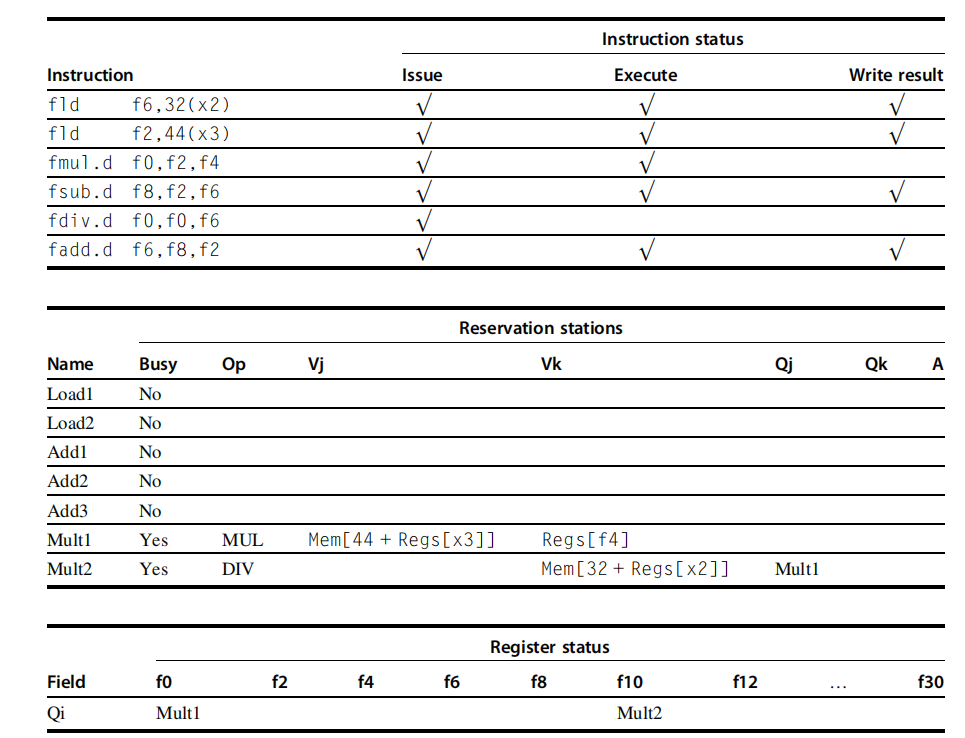 Instruction status
Instruction Issue Execute Write result
fld f6,32(x2) √ √ √
fld f2,44(x3) √ √ √
fmul.d f0,f2,f4 √ √
fsub.d f8,f2,f6 √ √ √
fdiv.d f0,f0,f6 √
fadd.d f6,f8,f2 √ √ √
Reservation stations
Name Busy Op Vj Vk Qj Qk A
Load1 No
Load2 No
Add1 No
Add2 No
Add3 No
Mult1 Yes MUL Mem[44 + Regs[x3]] Regs[f4]
Mult2 Yes DIV Mem[32 + Regs[x2]] Mult1
Register status
Field f0 f2 f4 f6 f8 f10 f12 … f30
Qi Mult1 Mult2